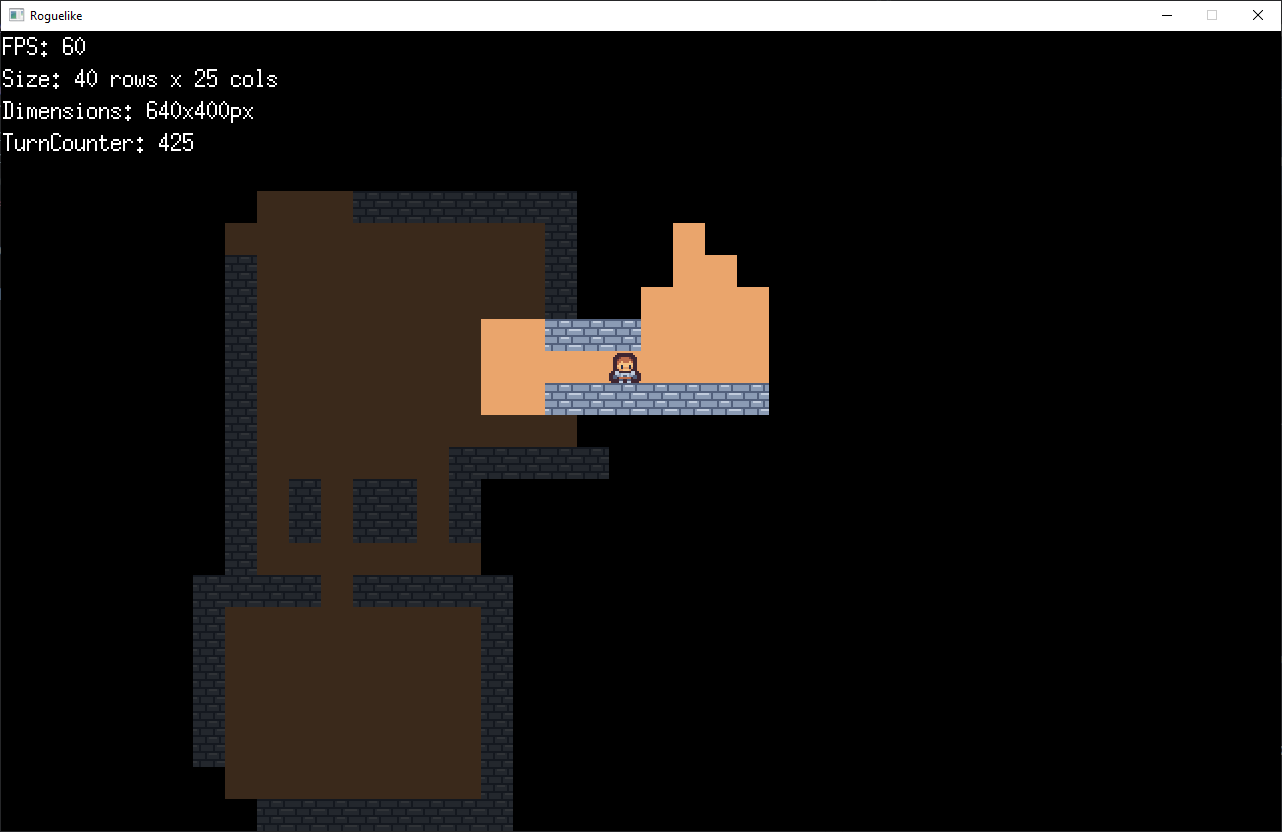 Roguelike
FPS: 60
Size: 40 rows x 25 cols
Dimensions: 640x400px
TurnCounter: 425